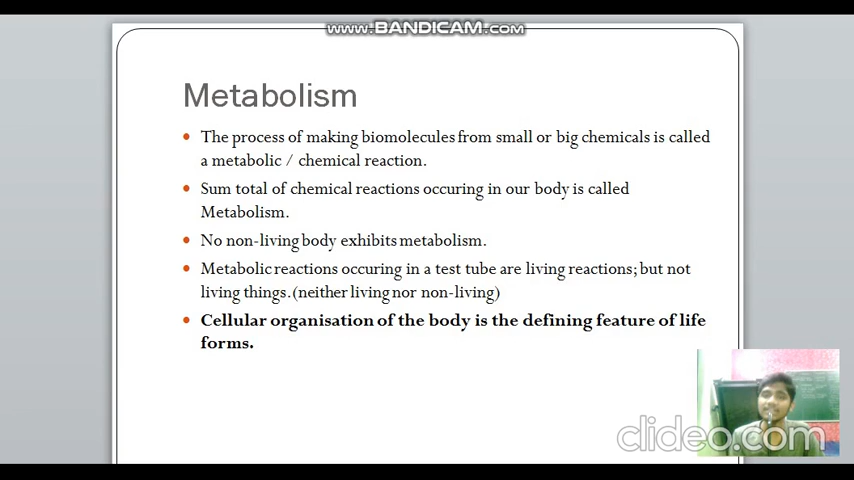 www.BANDICAM.com
Metabolism
• The process of making biomolecules from small or big chemicals is called
a metabolic / chemical reaction.
• Sum total of chemical reactions occuring in our body is called
Metabolism.
• No non-living body exhibits metabolism.
• Metabolic reactions occuring in a test tube are living reactions; but not
living things.(neither living nor non-living)
• Cellular organisation of the body is the defining feature of life
forms.
clideo.com